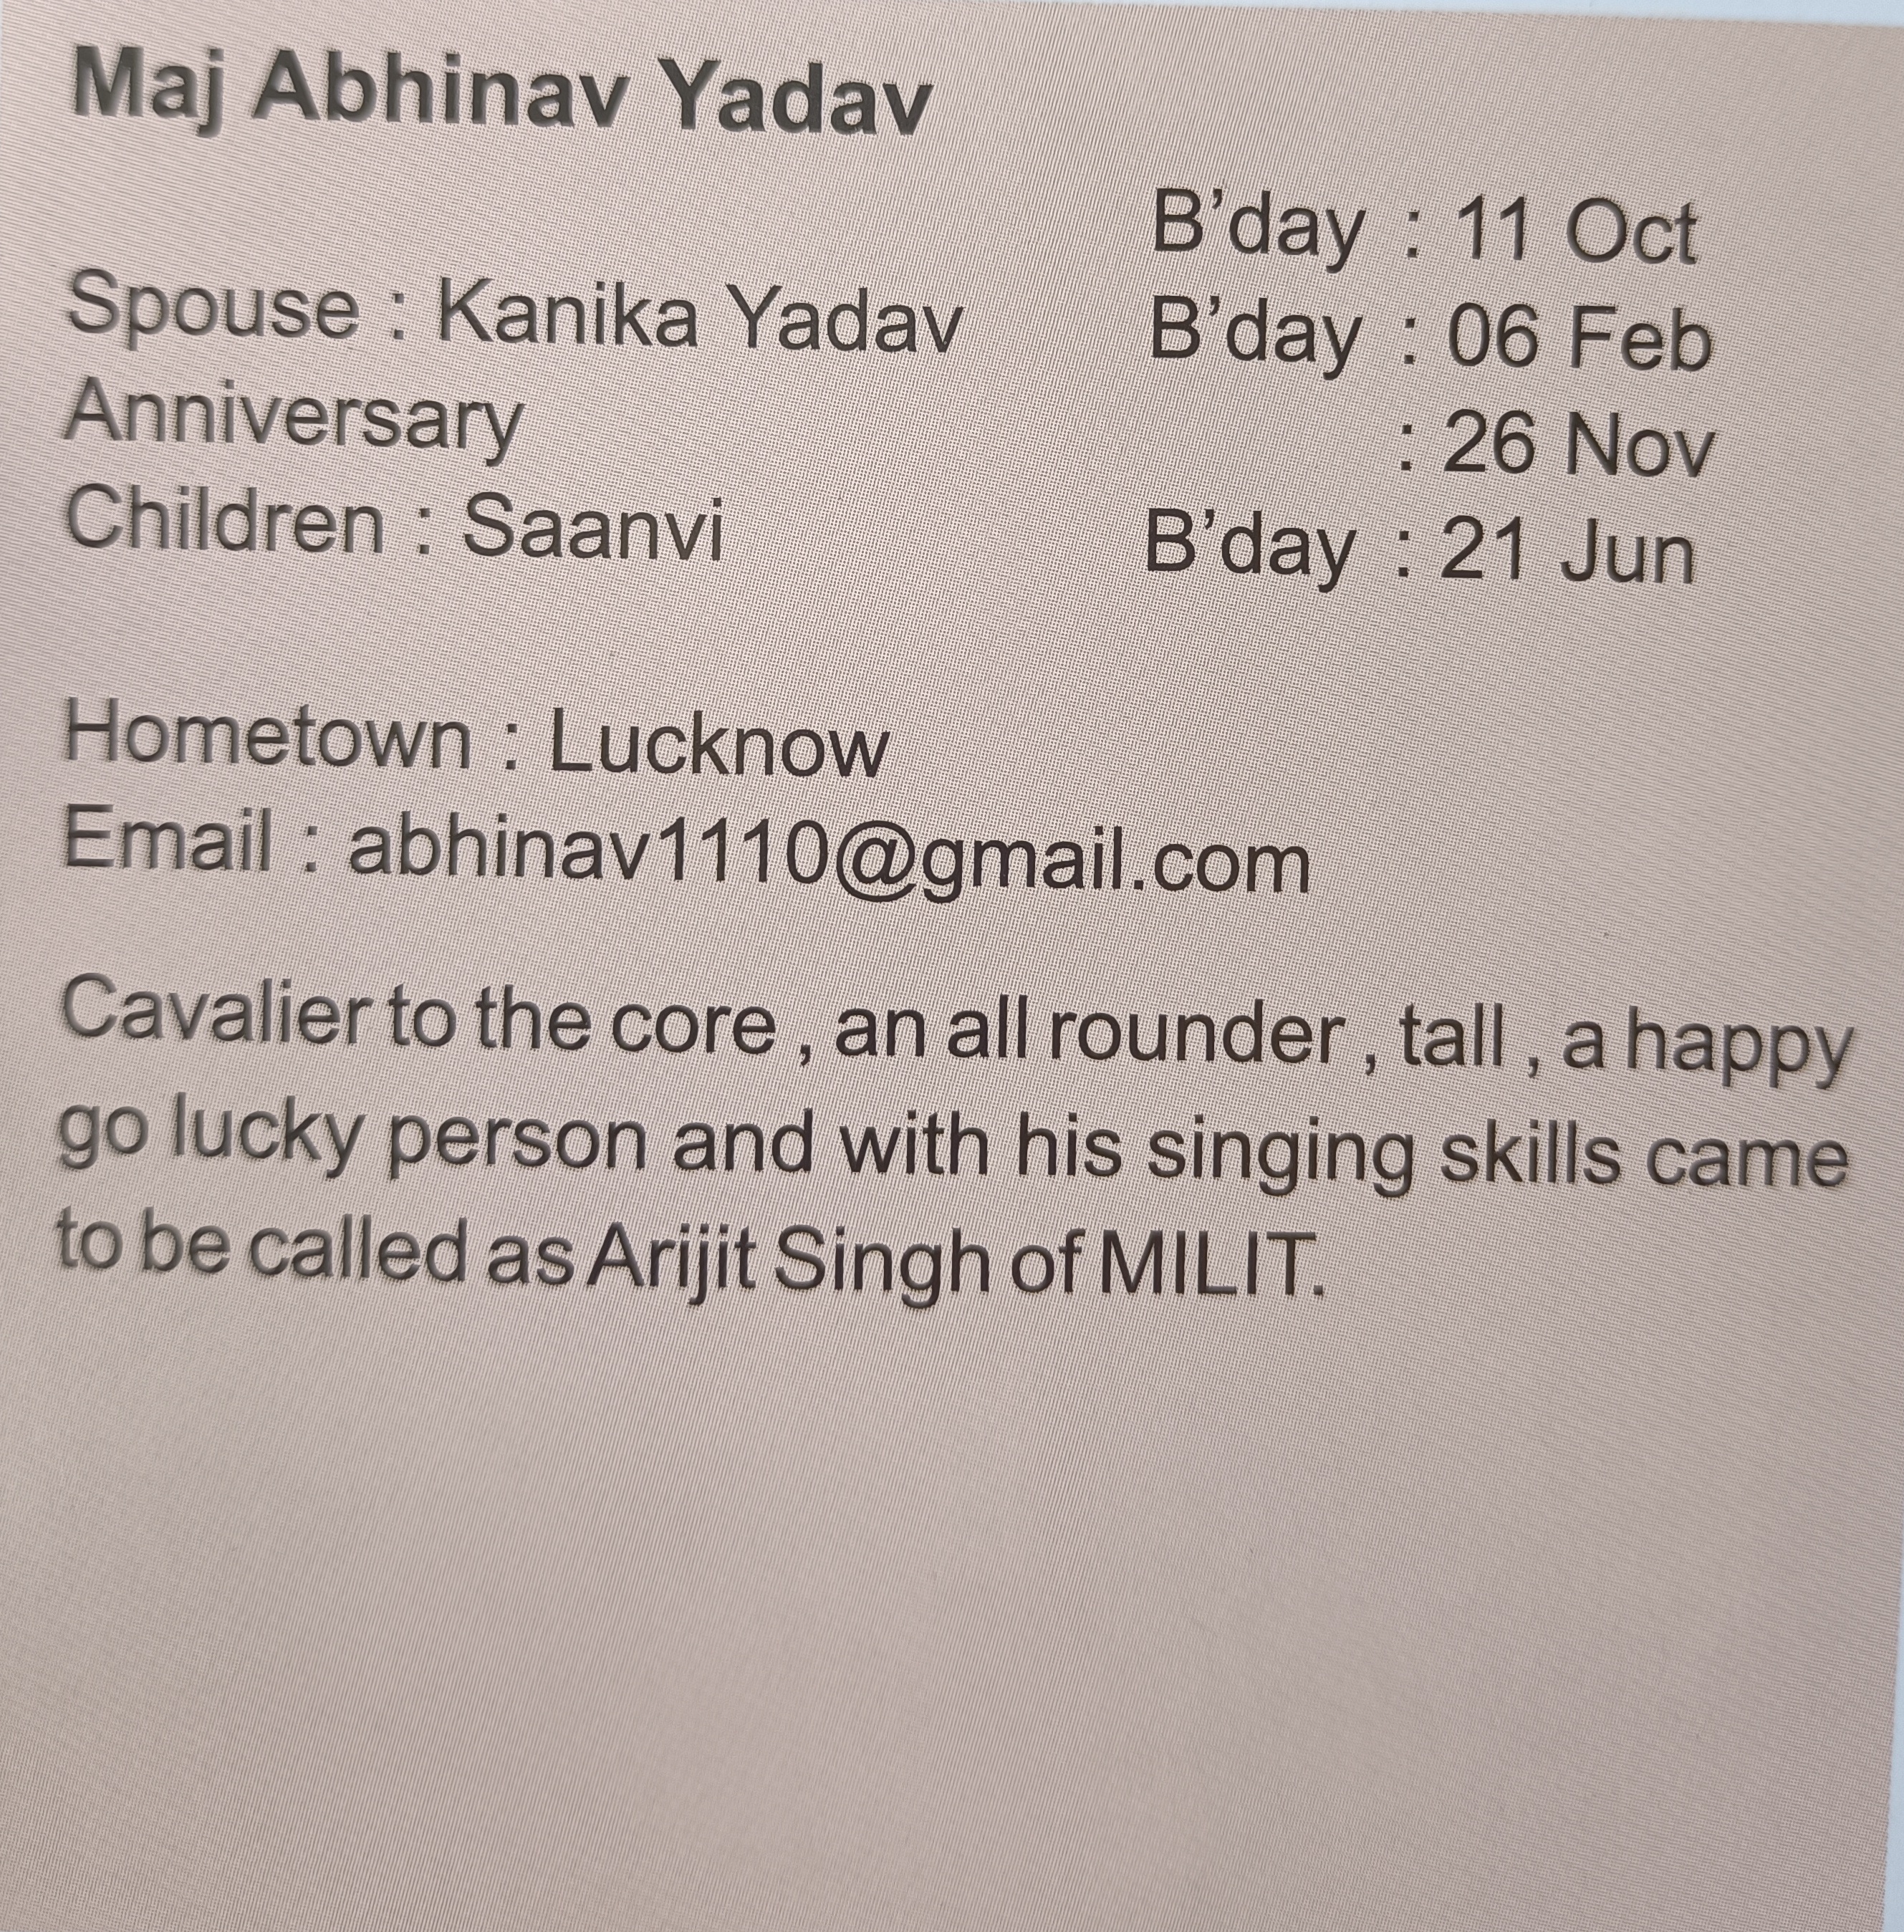 Maj Abhinav Yadav
B'day : 11 Oct
Spouse : Kanika Yadav B'day : 06 Feb
Anniversary : 26 Nov
Children : Saanvi B'day : 21 Jun
Hometown : Lucknow
Email : abhinav1110@gmail.com
Cavalier to the core , an all rounder , tall , a happy
go lucky person and with his singing skills came
to be called as Arijit Singh of MILIT.